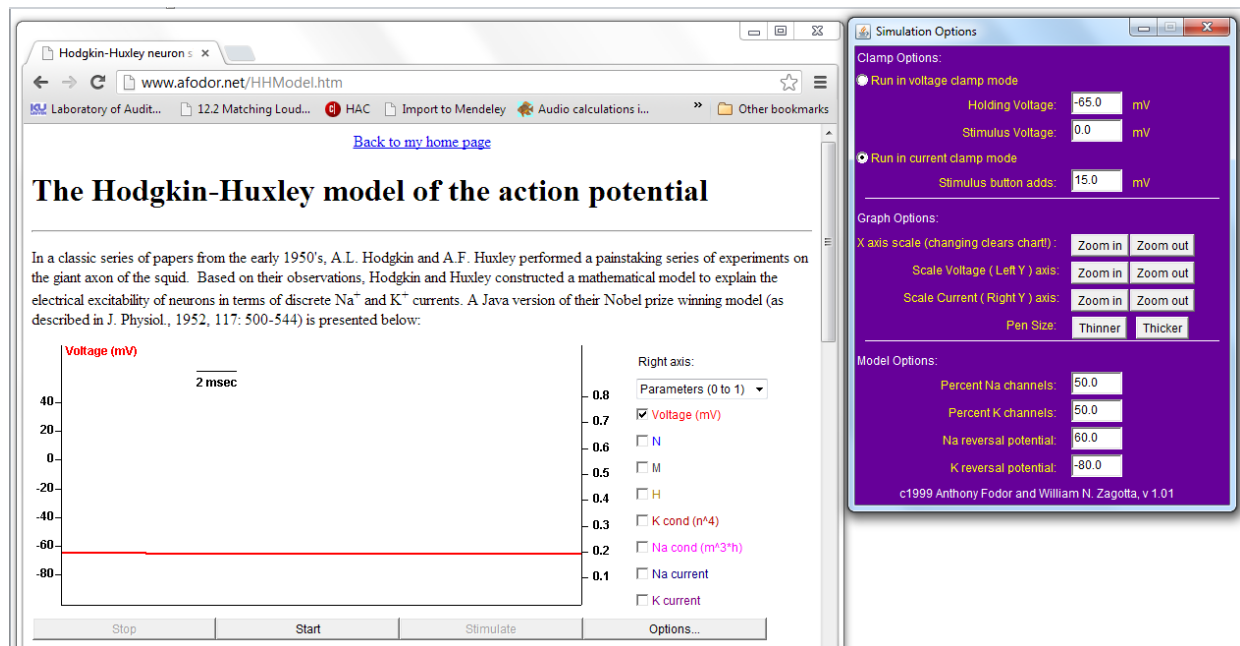 Hodgkin-Huxley neuron s
www.afodor.net/HHModel.htm
Laboratory of Audit... 12.2 Matching Loud... HAC Import to Mendeley Audio calculations i... » Other bookmarks
Back to my home page
The Hodgkin-Huxley model of the action potential
In a classic series of papers from the early 1950's, A.L. Hodgkin and A.F. Huxley performed a painstaking series of experiments on
the giant axon of the squid. Based on their observations, Hodgkin and Huxley constructed a mathematical model to explain the
electrical excitability of neurons in terms of discrete Na+ and K+ currents. A Java version of their Nobel prize winning model (as
described in J. Physiol., 1952, 117: 500-544) is presented below:
Voltage (mV)
2 msec
40
20
0
-20
-40
-60
-80
0.8
0.7
0.6
0.5
0.4
0.3
0.2
0.1
Right axis:
Parameters (0 to 1)
Voltage (mV)
N
M
H
K cond (n^4)
Na cond (m^3*h)
Na current
K current
Stop Start Stimulate Options...
Simulation Options
Clamp Options:
Run in voltage clamp mode
Holding Voltage: -65.0 mV
Stimulus Voltage: 0.0 mV
Run in current clamp mode
Stimulus button adds: 15.0 mV
Graph Options:
X axis scale (changing clears chart!) : Zoom in Zoom out
Scale Voltage ( Left Y ) axis: Zoom in Zoom out
Scale Current ( Right Y ) axis: Zoom in Zoom out
Pen Size: Thinner Thicker
Model Options:
Percent Na channels: 50.0
Percent K channels: 50.0
Na reversal potential: 60.0
K reversal potential: -80.0
c1999 Anthony Fodor and William N. Zagotta, v 1.01